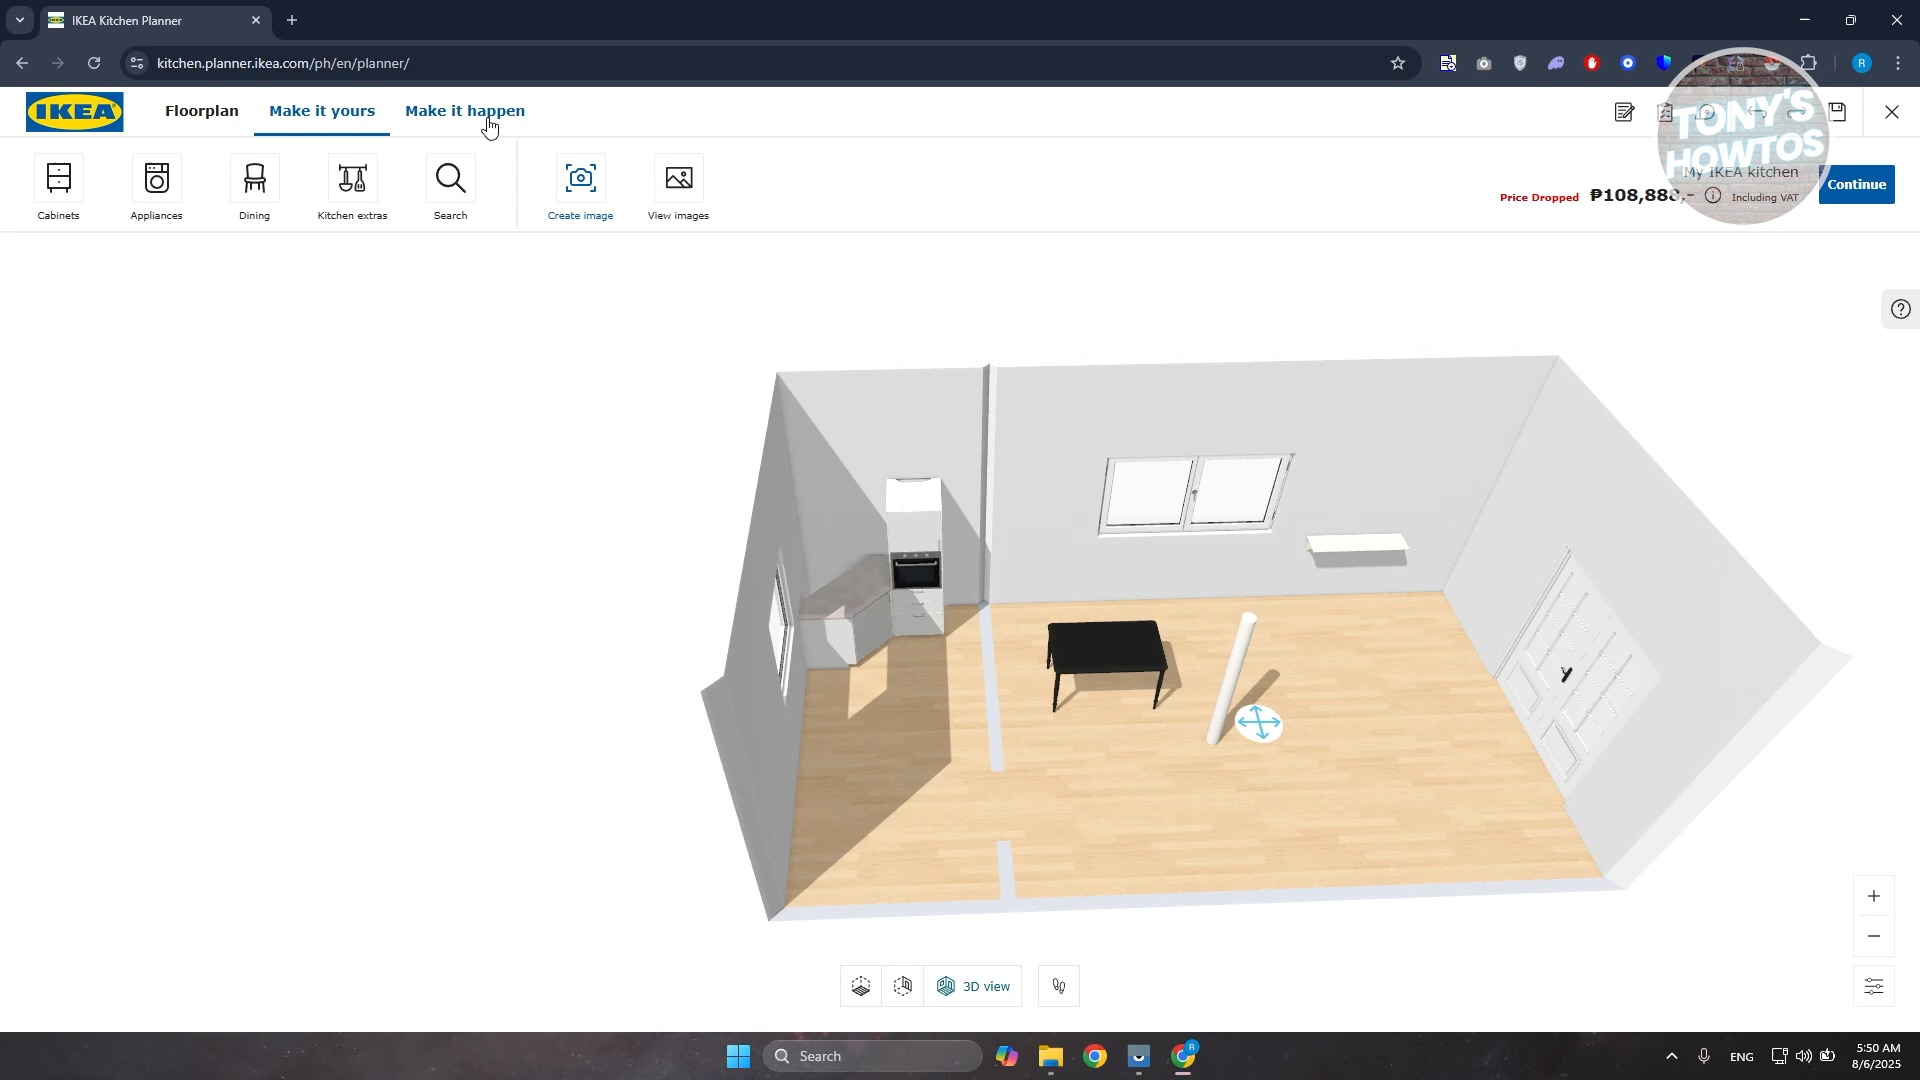 IKEA Kitchen Planner
kitchen.planner.ikea.com/ph/en/planner/
R
IKEA
Floorplan
Make it yours
Make it happen
TONY'S
HOWTOS
Cabinets
Appliances
Dining
Kitchen extras
Search
Create image
View images
My IKEA kitchen
Price Dropped
₱108,888,-
Including VAT
Continue
3D view
Search
R
ENG
5:50 AM
8/6/2025